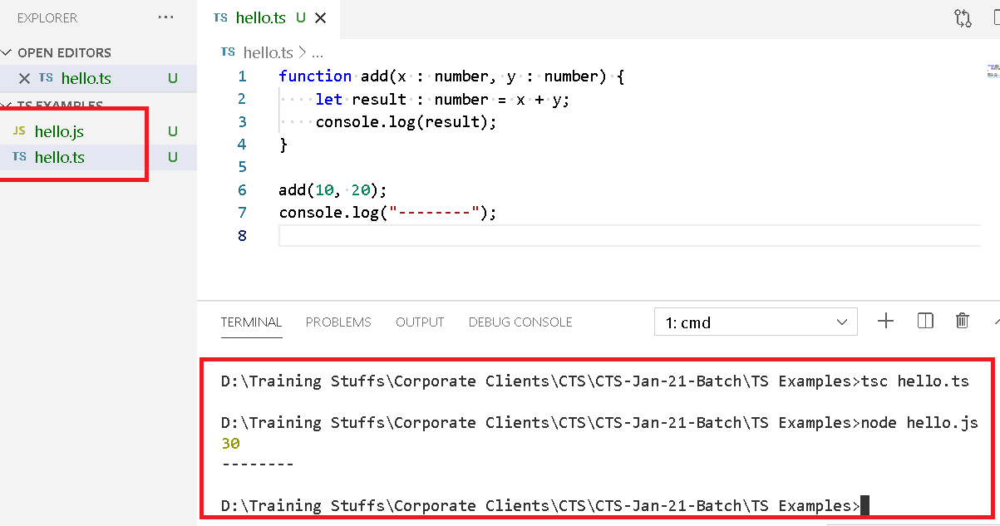 EXPLORER ...
OPEN EDITORS
TS hello.ts U
TS EXAMPLES
JS hello.js U
TS hello.ts U
TS hello.ts U
TS hello.ts > ...
1 function add(x : number, y : number) {
2 let result : number = x + y;
3 console.log(result);
4 }
5
6 add(10, 20);
7 console.log("--------");
8
TERMINAL PROBLEMS OUTPUT DEBUG CONSOLE 1: cmd
D:\Training Stuffs\Corporate Clients\CTS\CTS-Jan-21-Batch\TS Examples>tsc hello.ts
D:\Training Stuffs\Corporate Clients\CTS\CTS-Jan-21-Batch\TS Examples>node hello.js
30
--------
D:\Training Stuffs\Corporate Clients\CTS\CTS-Jan-21-Batch\TS Examples>